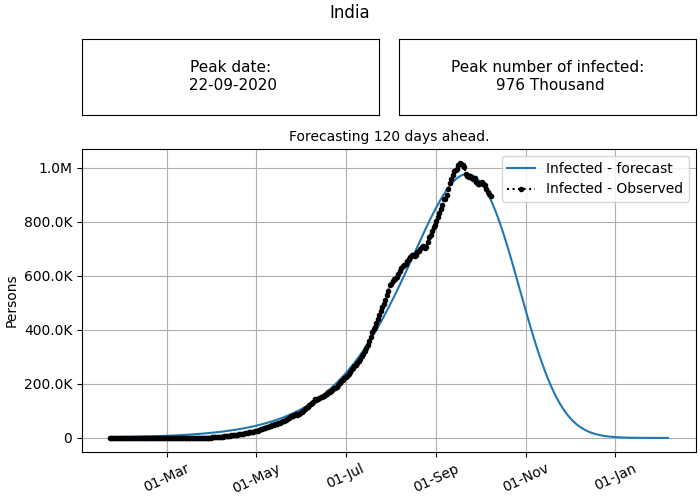 India
Peak date:
22-09-2020
Peak number of infected:
976 Thousand
Forecasting 120 days ahead.
Infected - forecast
Infected - Observed
Persons
1.0M
800.0K
600.0K
400.0K
200.0K
0
01-Mar
01-May
01-Jul
01-Sep
01-Nov
01-Jan